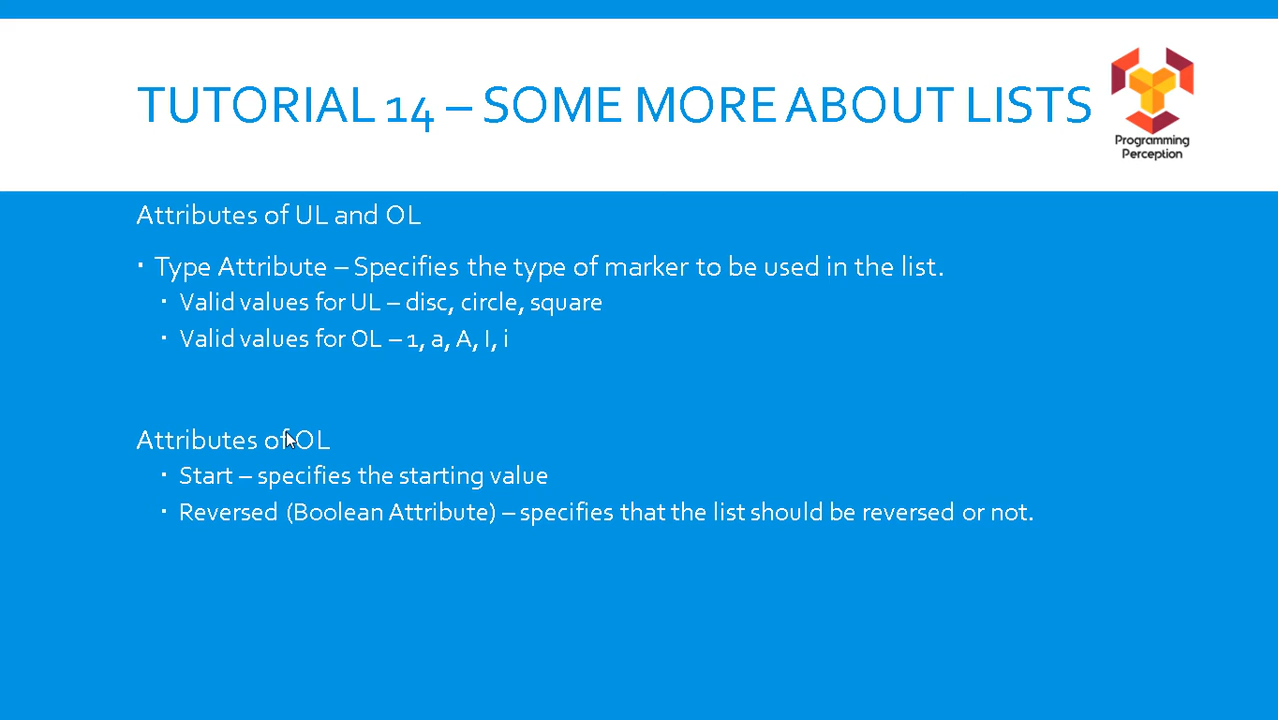 TUTORIAL 14 – SOME MORE ABOUT LISTS
Programming
Perception
Attributes of UL and OL
▪ Type Attribute – Specifies the type of marker to be used in the list.
▪ Valid values for UL – disc, circle, square
▪ Valid values for OL – 1, a, A, I, i
Attributes of OL
▪ Start – specifies the starting value
▪ Reversed (Boolean Attribute) – specifies that the list should be reversed or not.